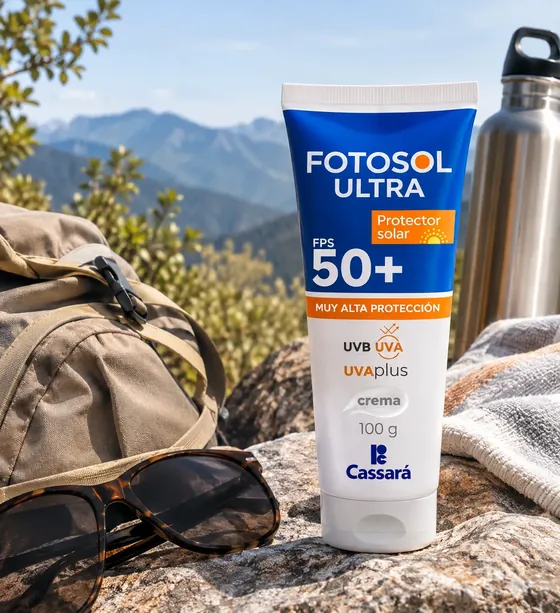 FOTOSOL
ULTRA
Protector
solar
FPS
50+
MUY ALTA PROTECCIÓN
UVB UVA
UVAplus
crema
100 g
Cassará